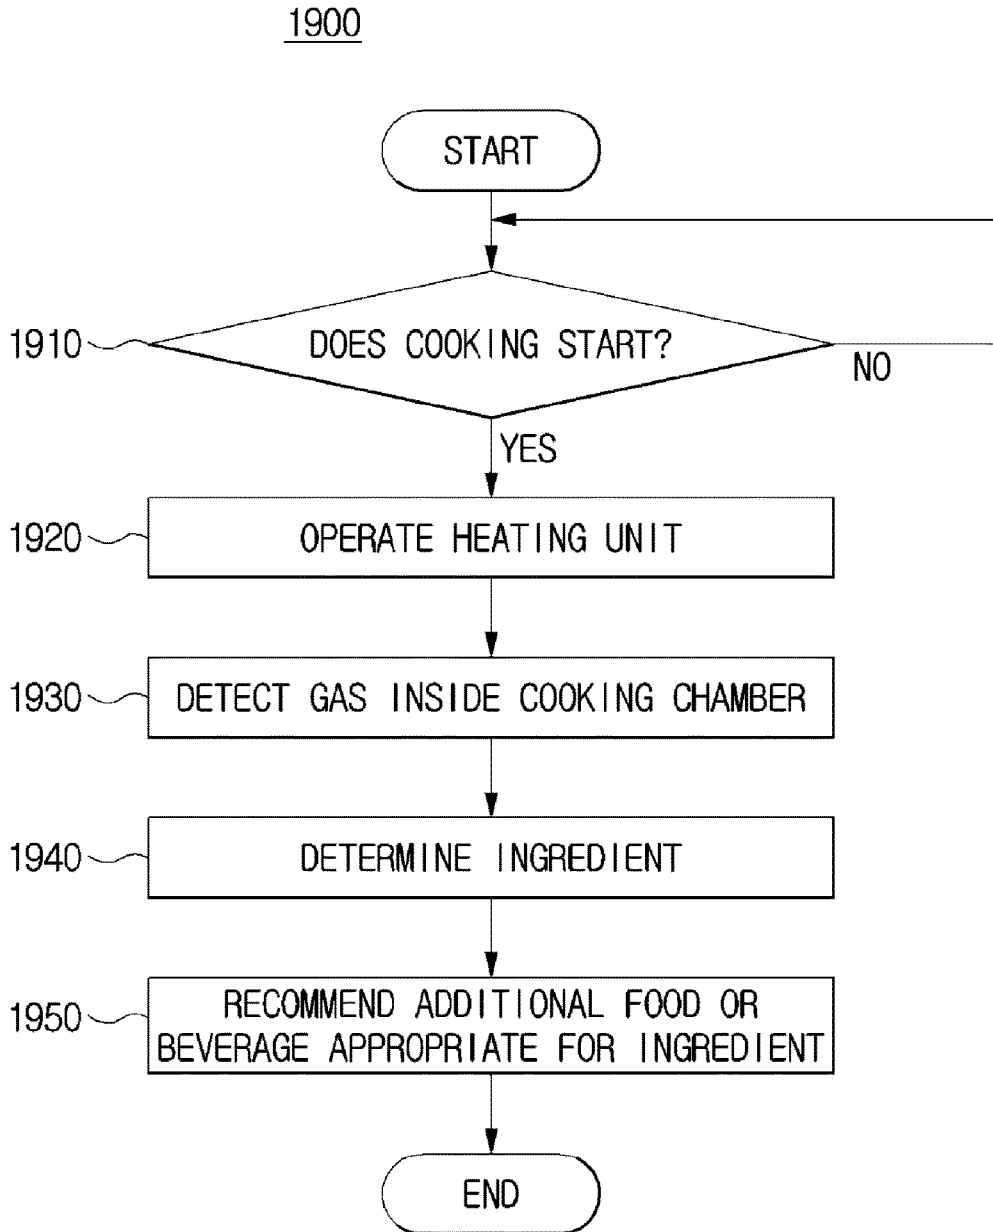 1900
START
1910
DOES COOKING START?
NO
YES
1920
OPERATE HEATING UNIT
1930
DETECT GAS INSIDE COOKING CHAMBER
1940
DETERMINE INGREDIENT
1950
RECOMMEND ADDITIONAL FOOD OR
BEVERAGE APPROPRIATE FOR INGREDIENT
END